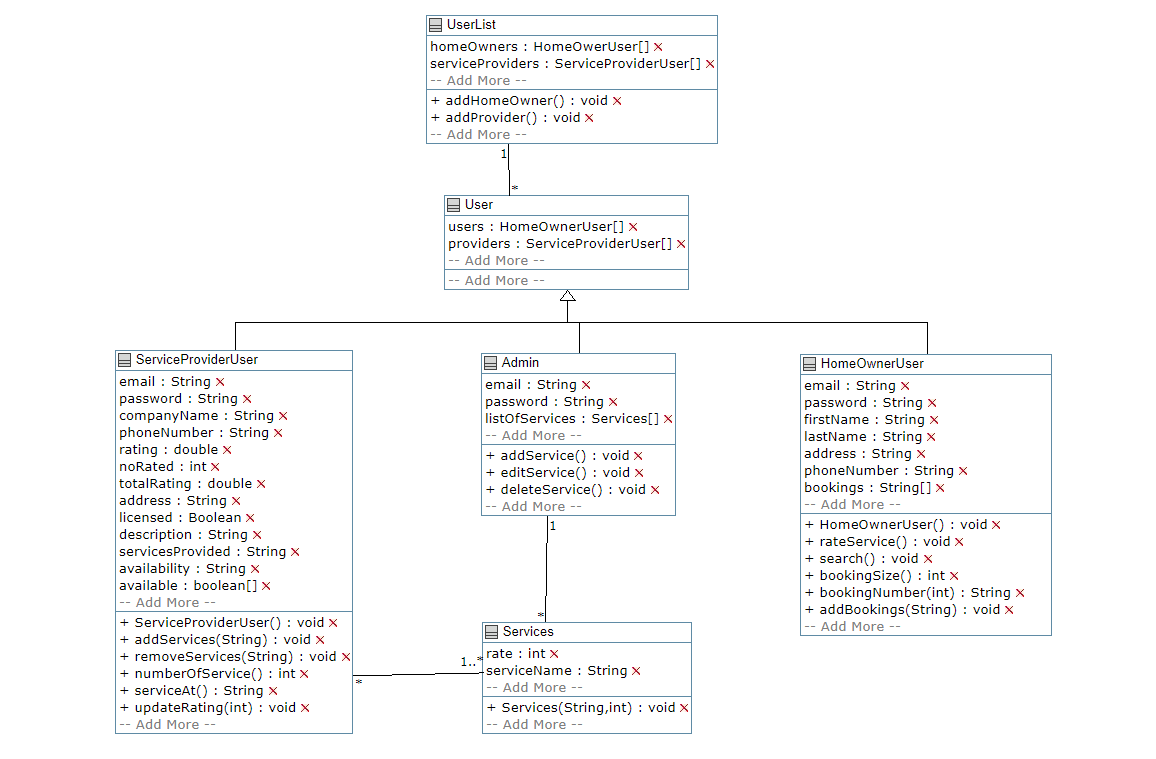 UserList
homeOwners : HomeOwerUser[] ✕
serviceProviders : ServiceProviderUser[] ✕
-- Add More --
+ addHomeOwner() : void ✕
+ addProvider() : void ✕
-- Add More --
1
*
User
users : HomeOwnerUser[] ✕
providers : ServiceProviderUser[] ✕
-- Add More --
-- Add More --
ServiceProviderUser
email : String ✕
password : String ✕
companyName : String ✕
phoneNumber : String ✕
rating : double ✕
noRated : int ✕
totalRating : double ✕
address : String ✕
licensed : Boolean ✕
description : String ✕
servicesProvided : String ✕
availability : String ✕
available : boolean[] ✕
-- Add More --
+ ServiceProviderUser() : void ✕
+ addServices(String) : void ✕
+ removeServices(String) : void ✕
+ numberOfService() : int ✕
+ serviceAt() : String ✕
+ updateRating(int) : void ✕
-- Add More --
Admin
email : String ✕
password : String ✕
listOfServices : Services[] ✕
-- Add More --
+ addService() : void ✕
+ editService() : void ✕
+ deleteService() : void ✕
-- Add More --
1
*
HomeOwnerUser
email : String ✕
password : String ✕
firstName : String ✕
lastName : String ✕
address : String ✕
phoneNumber : String ✕
bookings : String[] ✕
-- Add More --
+ HomeOwnerUser() : void ✕
+ rateService() : void ✕
+ search() : void ✕
+ bookingSize() : int ✕
+ bookingNumber(int) : String ✕
+ addBookings(String) : void ✕
-- Add More --
Services
rate : int ✕
serviceName : String ✕
-- Add More --
+ Services(String,int) : void ✕
-- Add More --
1..*
*